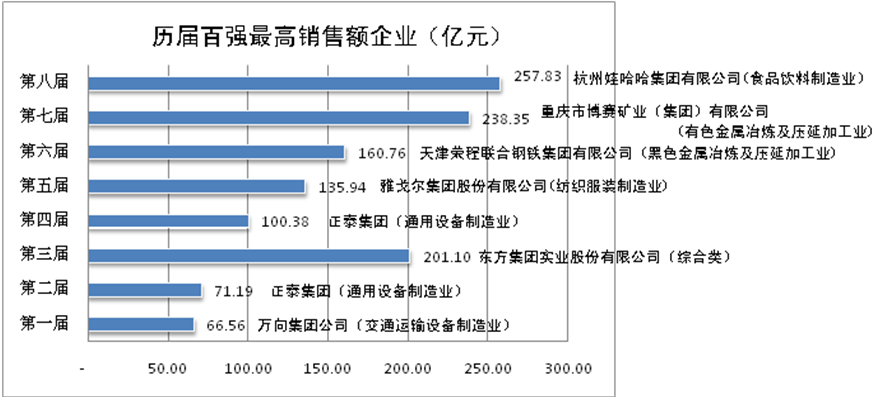 历届百强最高销售额企业（亿元）
第八届 257.83 杭州娃哈哈集团有限公司(食品饮料制造业）
第七届 238.35 重庆市博赛矿业（集团）有限公司
（有色金属冶炼及压延加工业)
第六届 160.76 天津荣程联合钢铁集团有限公司（黑色金属冶炼及压延加工业)
第五届 135.94 雅戈尔集团股份有限公司(纺织服装制造业）
第四届 100.38 正泰集团（通用设备制造业）
第三届 201.10 东方集团实业股份有限公司（综合类）
第二届 71.19 正泰集团（通用设备制造业）
第一届 66.56 万向集团公司（交通运输设备制造业）
- 50.00 100.00 150.00 200.00 250.00 300.00